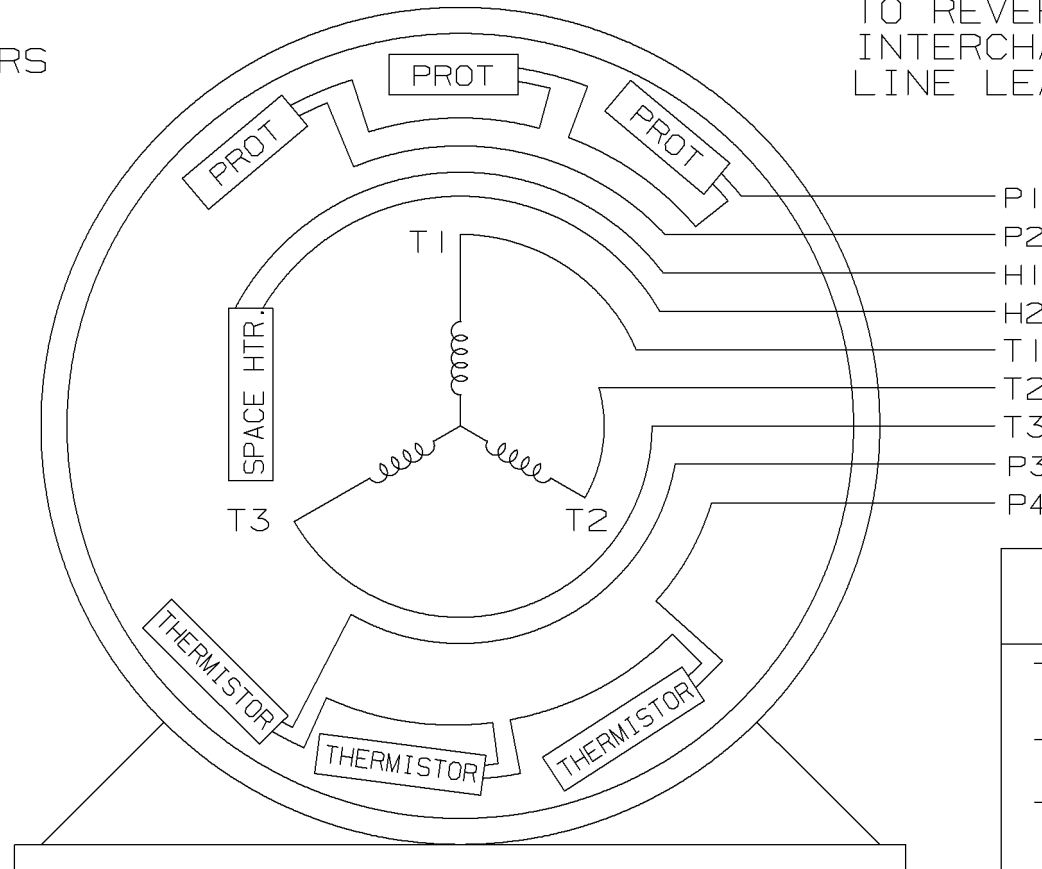 RS
TO REVER
INTERCHA
LINE LEA
PROT
PROT
PROT
P1
P2
H1
H2
T1
T2
T3
P3
P4
T1
SPACE HTR.
T3
T2
THERMISTOR
THERMISTOR
THERMISTOR